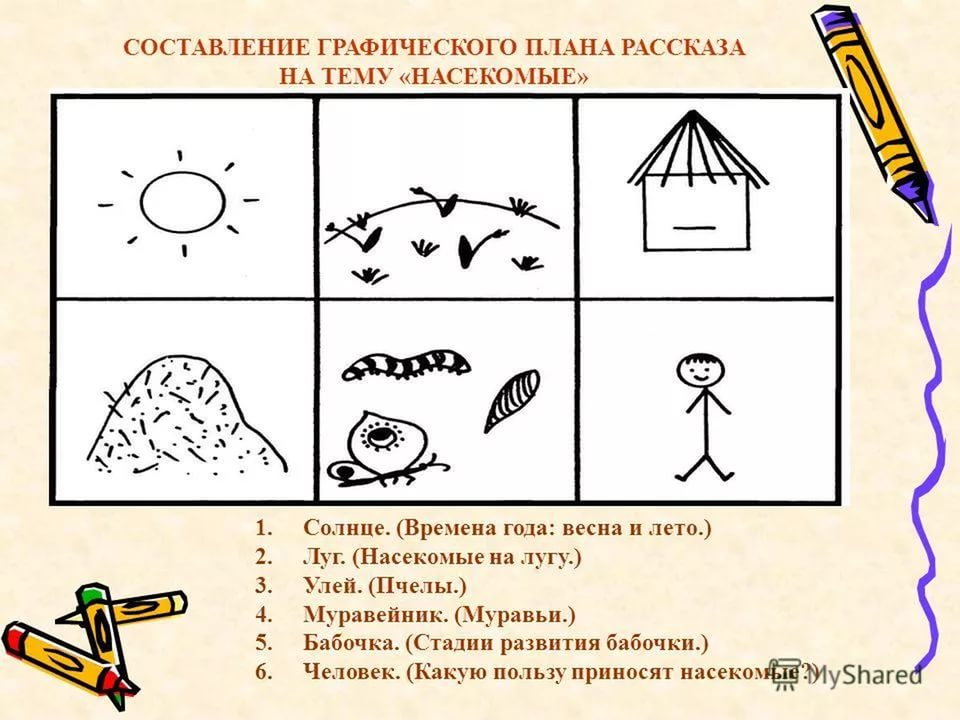 СОСТАВЛЕНИЕ ГРАФИЧЕСКОГО ПЛАНА РАССКАЗА
НА ТЕМУ «НАСЕКОМЫЕ»
1. Солнце. (Времена года: весна и лето.)
2. Луг. (Насекомые на лугу.)
3. Улей. (Пчелы.)
4. Муравейник. (Муравьи.)
5. Бабочка. (Стадии развития бабочки.)
6. Человек. (Какую пользу приносят насекомые?)
MyShared